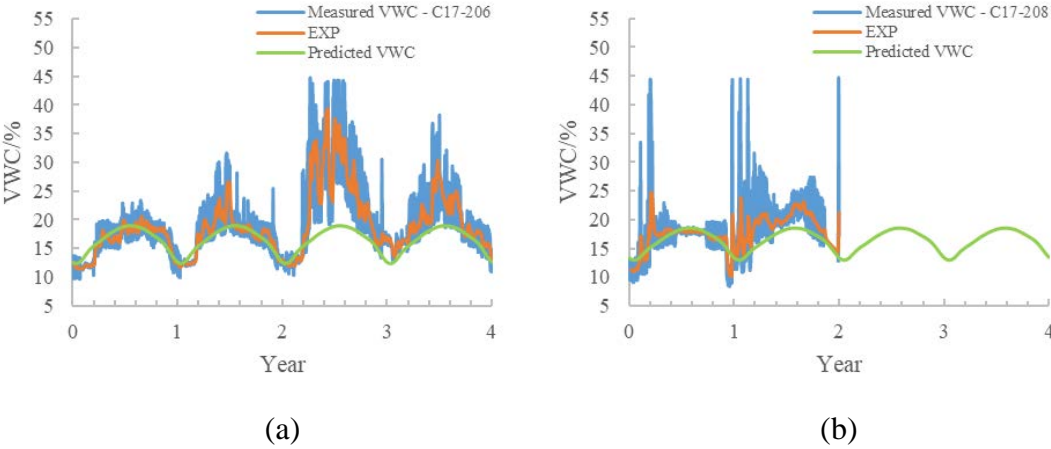 Measured VWC - C17-206
EXP
Predicted VWC
55
50
45
40
35
30
25
20
15
10
5
VWC/%
0
1
2
3
4
Year
(a)
Measured VWC - C17-208
EXP
Predicted VWC
55
50
45
40
35
30
25
20
15
10
5
VWC/%
0
1
2
3
4
Year
(b)